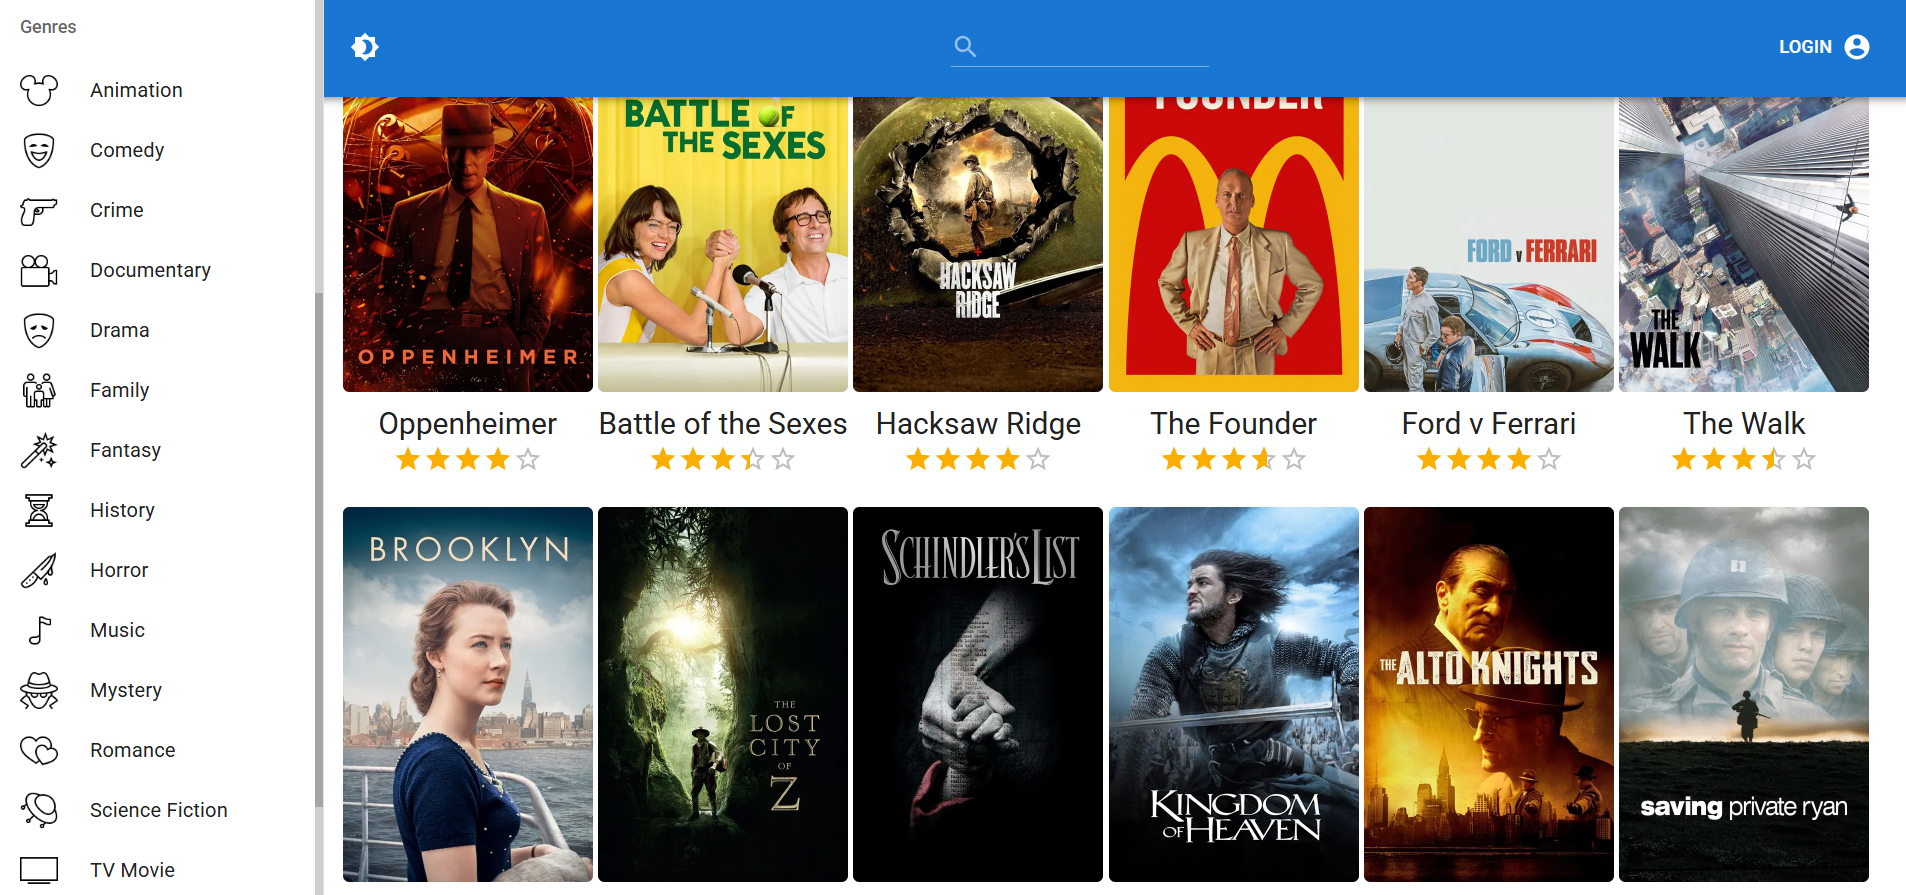 Genres
Animation
Comedy
Crime
Documentary
Drama
Family
Fantasy
History
Horror
Music
Mystery
Romance
Science Fiction
TV Movie
LOGIN
OPPENHEIMER
BATTLE OF
THE SEXES
HACKSAW
RIDGE
FOUNDER
FORD v FERRARI
THE
WALK
Oppenheimer
Battle of the Sexes
Hacksaw Ridge
The Founder
Ford v Ferrari
The Walk
BROOKLYN
THE
LOST
CITY
OF
Z
SCHINDLER'S LIST
KINGDOM
OF HEAVEN
THE ALTO KNIGHTS
saving private ryan